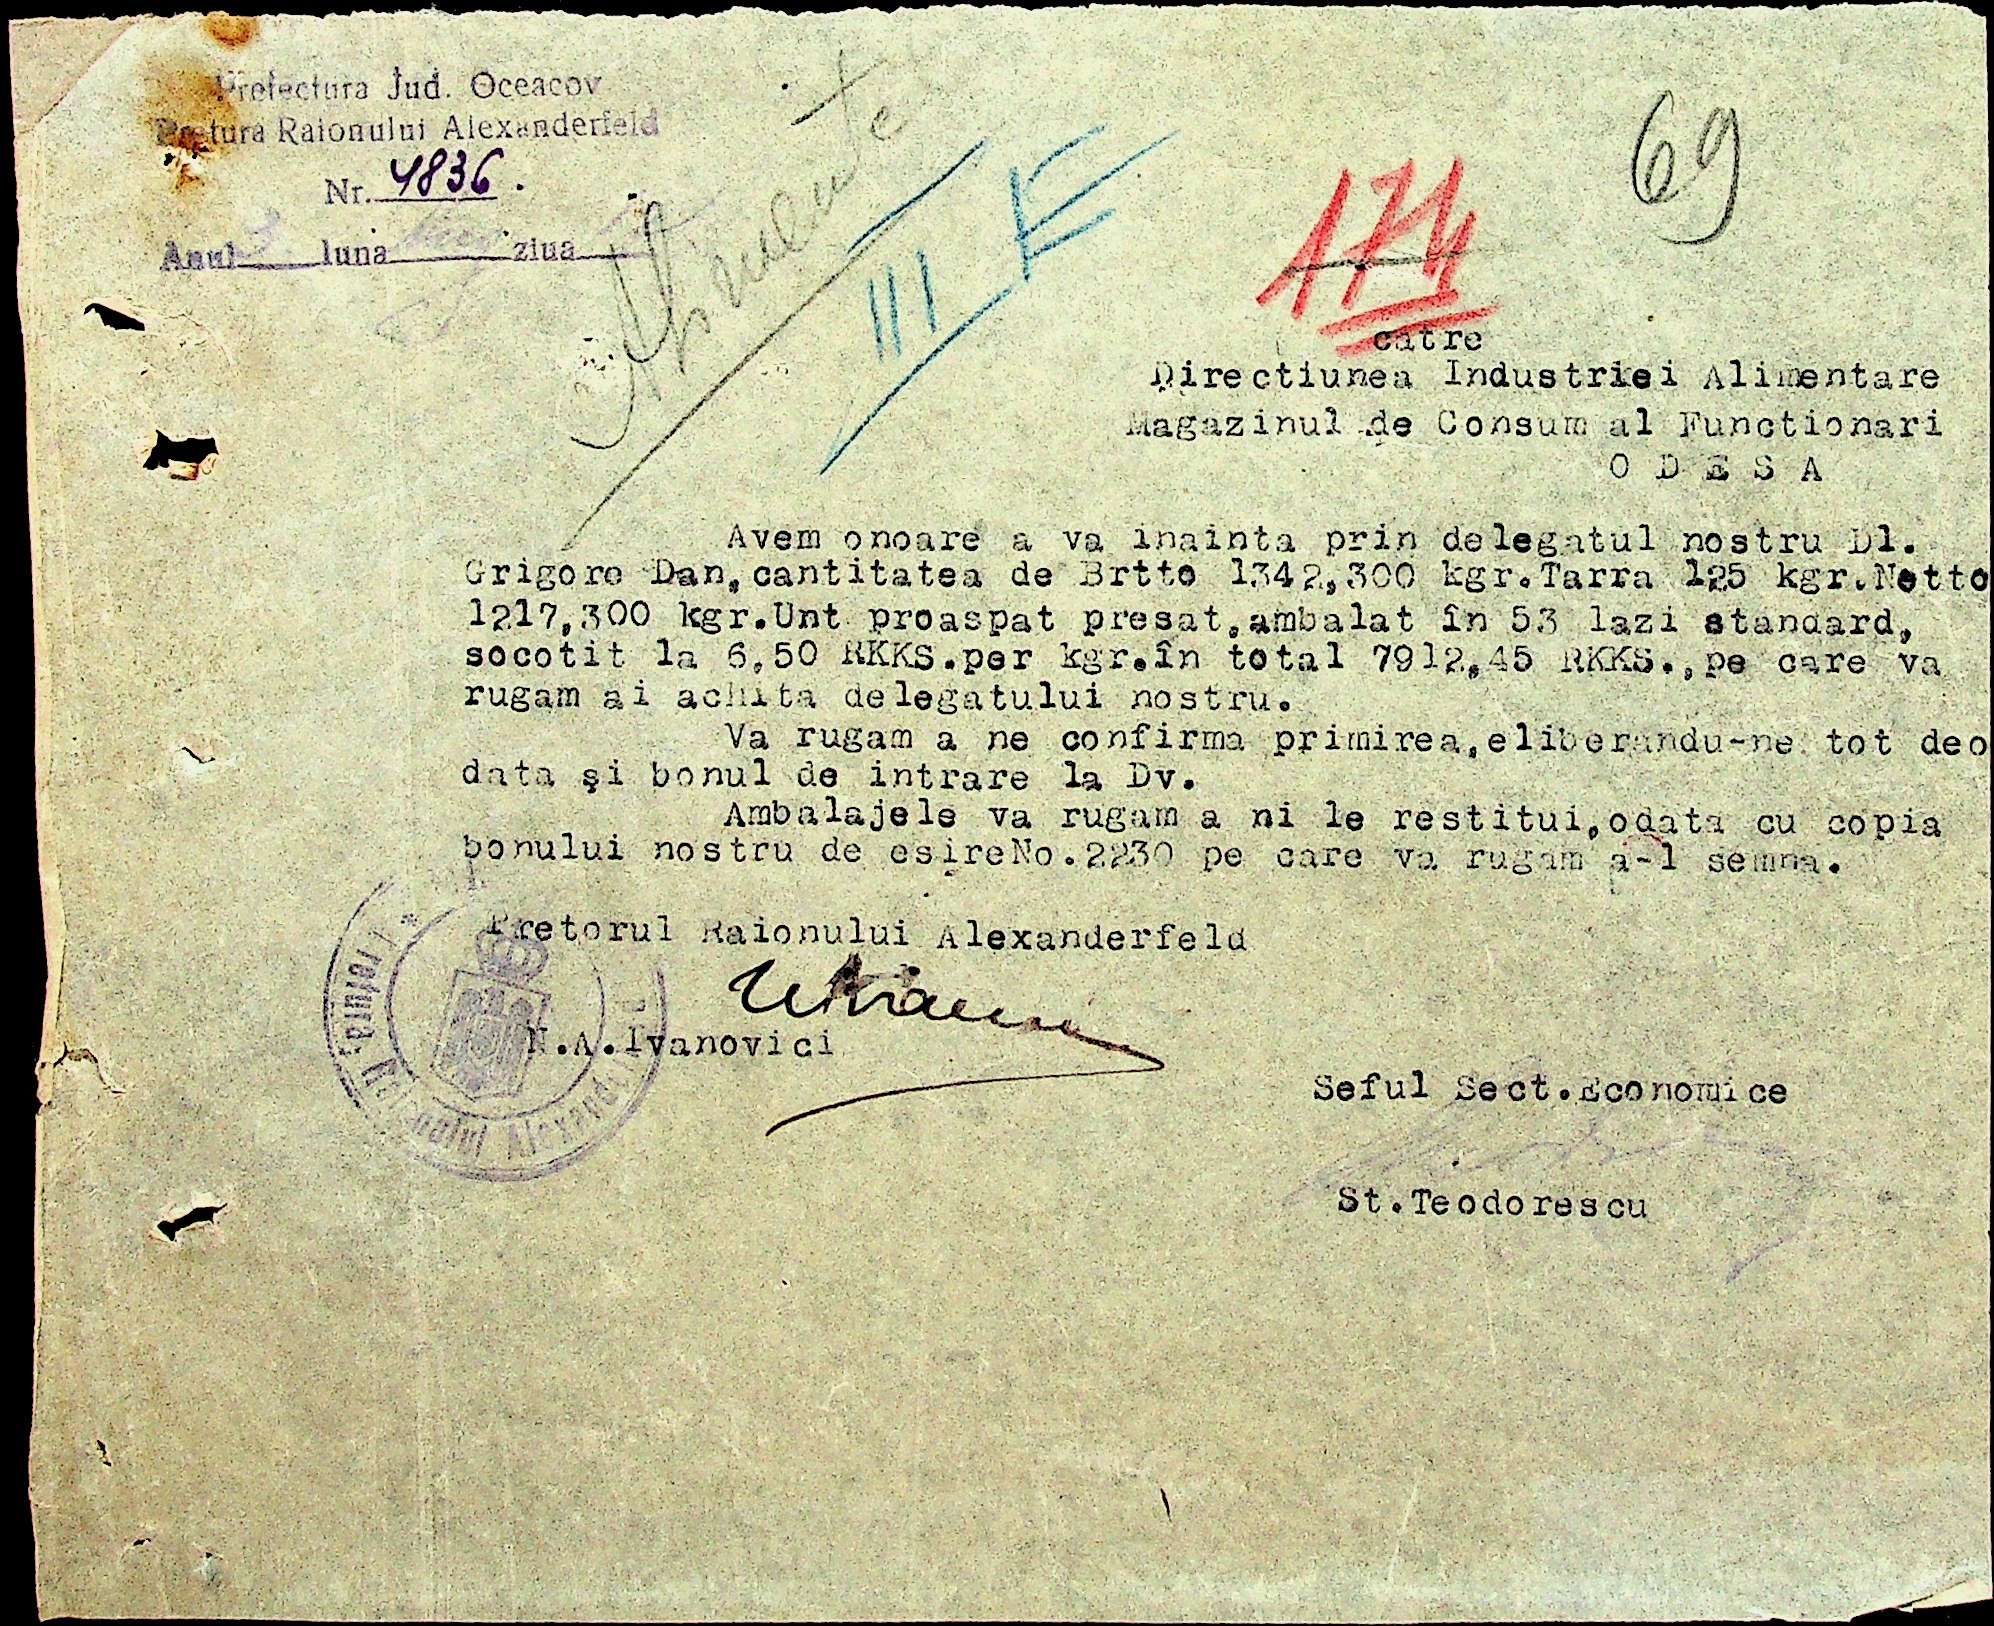 Prefectura Jud. Oceacov
Pretura Raionului Alexanderfeld
Nr. 4836
Anul 3 luna ziua
Alimente
III E
174
69
catre
Directiunea Industriei Alimentare
Magazinul de Consum al Functionari
O D E S A
Avem onoare a va inainta prin delegatul nostru Dl.
Grigore Dan, cantitatea de Brtto 1342,300 kgr.Tarra 125 kgr.Netto
1217,300 kgr.Unt proaspat presat,ambalat în 53 lazi standard,
socotit la 6,50 RKKS.per kgr.în total 7912,45 RKKS.,pe care va
rugam ai achita delegatului nostru.
Va rugam a ne confirma primirea,eliberandu-ne tot deo
data şi bonul de intrare la Dv.
Ambalajele va rugam a ni le restitui,odata cu copia
bonului nostru de esire No.2230 pe care va rugam a-l semna.
Pretorul Raionului Alexanderfeld
N.A.Ivanovici
Seful Sect.Economice
St.Teodorescu